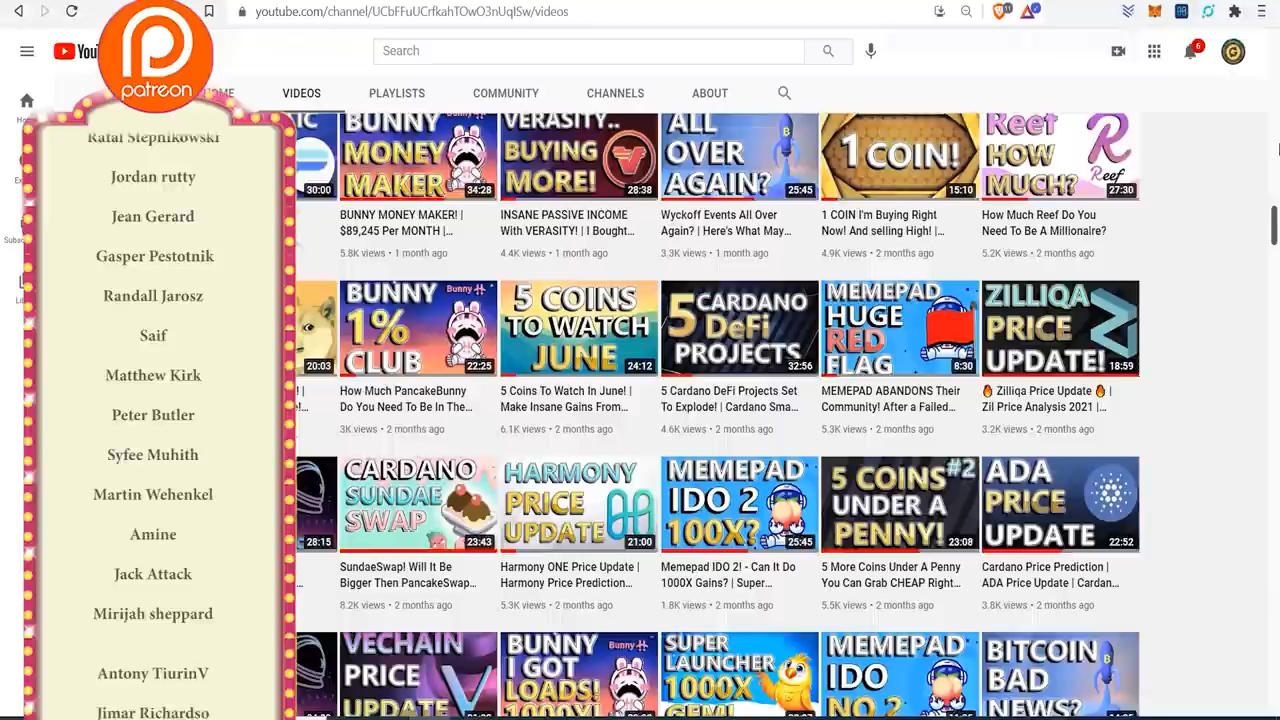 youtube.com/channel/UCbFFuUCrfkahTOwO3nUqlSw/videos
Search
6
patreon
VIDEOS
PLAYLISTS
COMMUNITY
CHANNELS
ABOUT
Rafal Stepnikowski
Jordan rutty
Jean Gerard
Gasper Pestotnik
Randall Jarosz
Saif
Matthew Kirk
Peter Butler
Syfee Muhith
Martin Wehenkel
Amine
Jack Attack
Mirijah sheppard
Antony TiurinV
Jimar Richardso
30:00
BUNNY
MONEY
MAKER
34:28
BUNNY MONEY MAKER! |
$89,245 Per MONTH |...
5.8K views • 1 month ago
VERASITY..
BUYING
MORE!
28:38
INSANE PASSIVE INCOME
With VERASITY! | I Bought...
4.4K views • 1 month ago
ALL
OVER
AGAIN?
25:45
Wyckoff Events All Over
Again? | Here's What May...
3.3K views • 1 month ago
1 COIN!
15:10
1 COIN I'm Buying Right
Now! And selling High! |...
4.9K views • 2 months ago
Reef
HOW
MUCH?
Reef
27:30
How Much Reef Do You
Need To Be A Millionaire?
5.2K views • 2 months ago
20:03
BUNNY
1%
CLUB
Bunny
22:25
How Much PancakeBunny
Do You Need To Be In The...
3K views • 2 months ago
5 COINS
TO WATCH
JUNE
24:12
5 Coins To Watch In June! |
Make Insane Gains From...
6.1K views • 2 months ago
5 CARDANO
DeFi
PROJECTS
32:56
5 Cardano DeFi Projects Set
To Explode! | Cardano Sma...
4.6K views • 2 months ago
MEMEPAD
HUGE
RED
FLAG
8:30
MEMEPAD ABANDONS Their
Community! After a Failed...
5.3K views • 2 months ago
ZILLIQA
PRICE
UPDATE!
18:59
🔥 Zilliqa Price Update 🔥 |
Zil Price Analysis 2021 |...
3.2K views • 2 months ago
28:15
CARDANO
SUNDAE
SWAP
23:43
SundaeSwap! Will It Be
Bigger Then PancakeSwap...
8.2K views • 2 months ago
HARMONY
PRICE
UPDATE
21:00
Harmony ONE Price Update |
Harmony Price Prediction...
5.3K views • 2 months ago
MEMEPAD
IDO 2
100X?
25:45
Memepad IDO 2! - Can It Do
1000X Gains? | Super...
1.8K views • 2 months ago
5 COINS #2
UNDER A
PENNY!
23:08
5 More Coins Under A Penny
You Can Grab CHEAP Right...
5.5K views • 2 months ago
ADA
PRICE
UPDATE
22:52
Cardano Price Prediction |
ADA Price Update | Cardan...
3.8K views • 2 months ago
VECHAIN
PRICE
UPDATE
BUNNY
I GOT
LOADS!
1000X!
Bunny
SUPER
LAUNCHER
1000X
GEM!
MEMEPAD
IDO
NO 2
BITCOIN
BAD
NEWS?